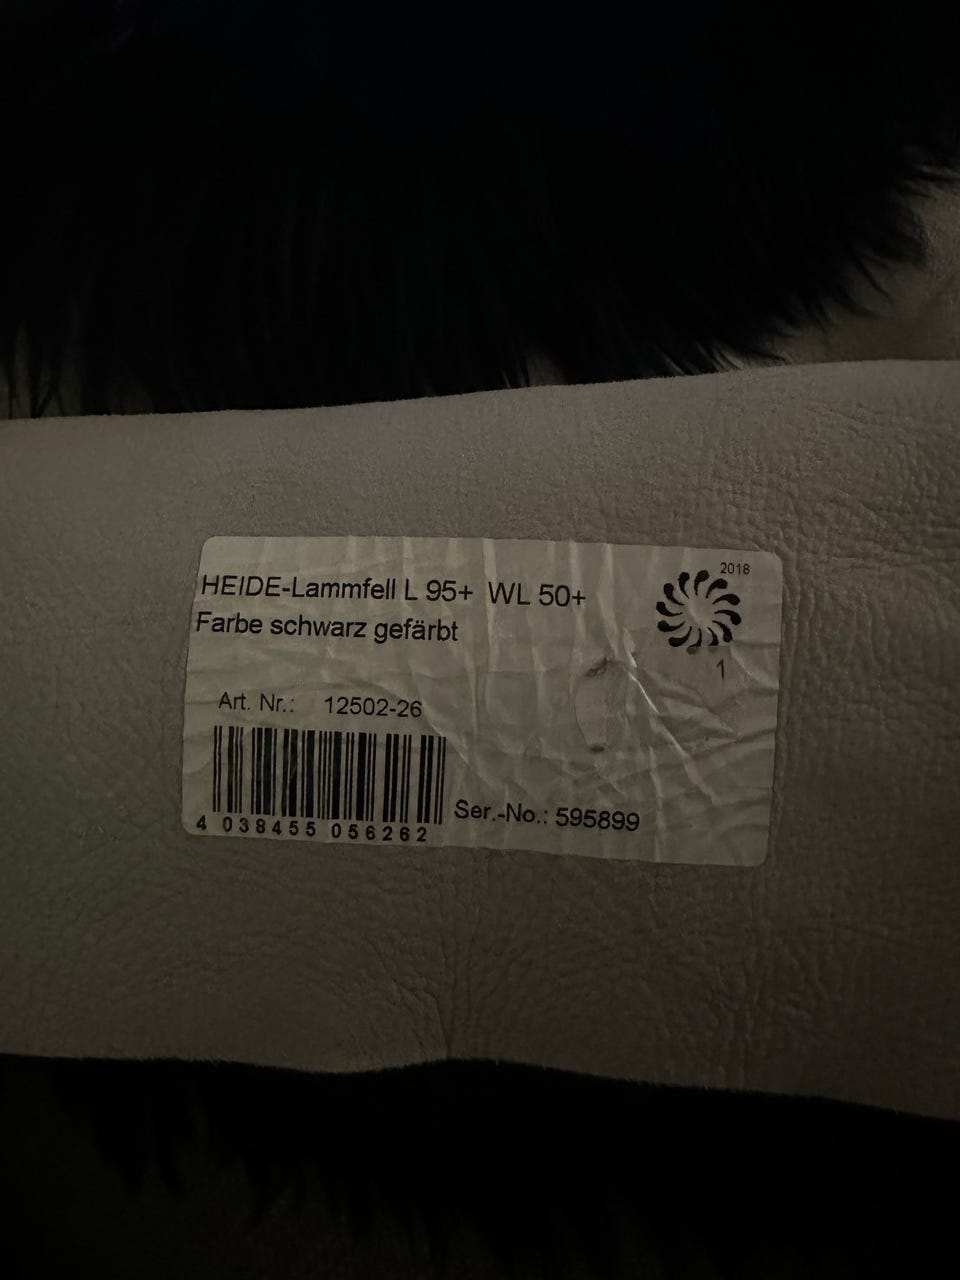 2018
HEIDE-Lammfell L 95+ WL 50+
Farbe schwarz gefärbt
1
Art. Nr.: 12502-26
4 038455 056262
Ser.-No.: 595899